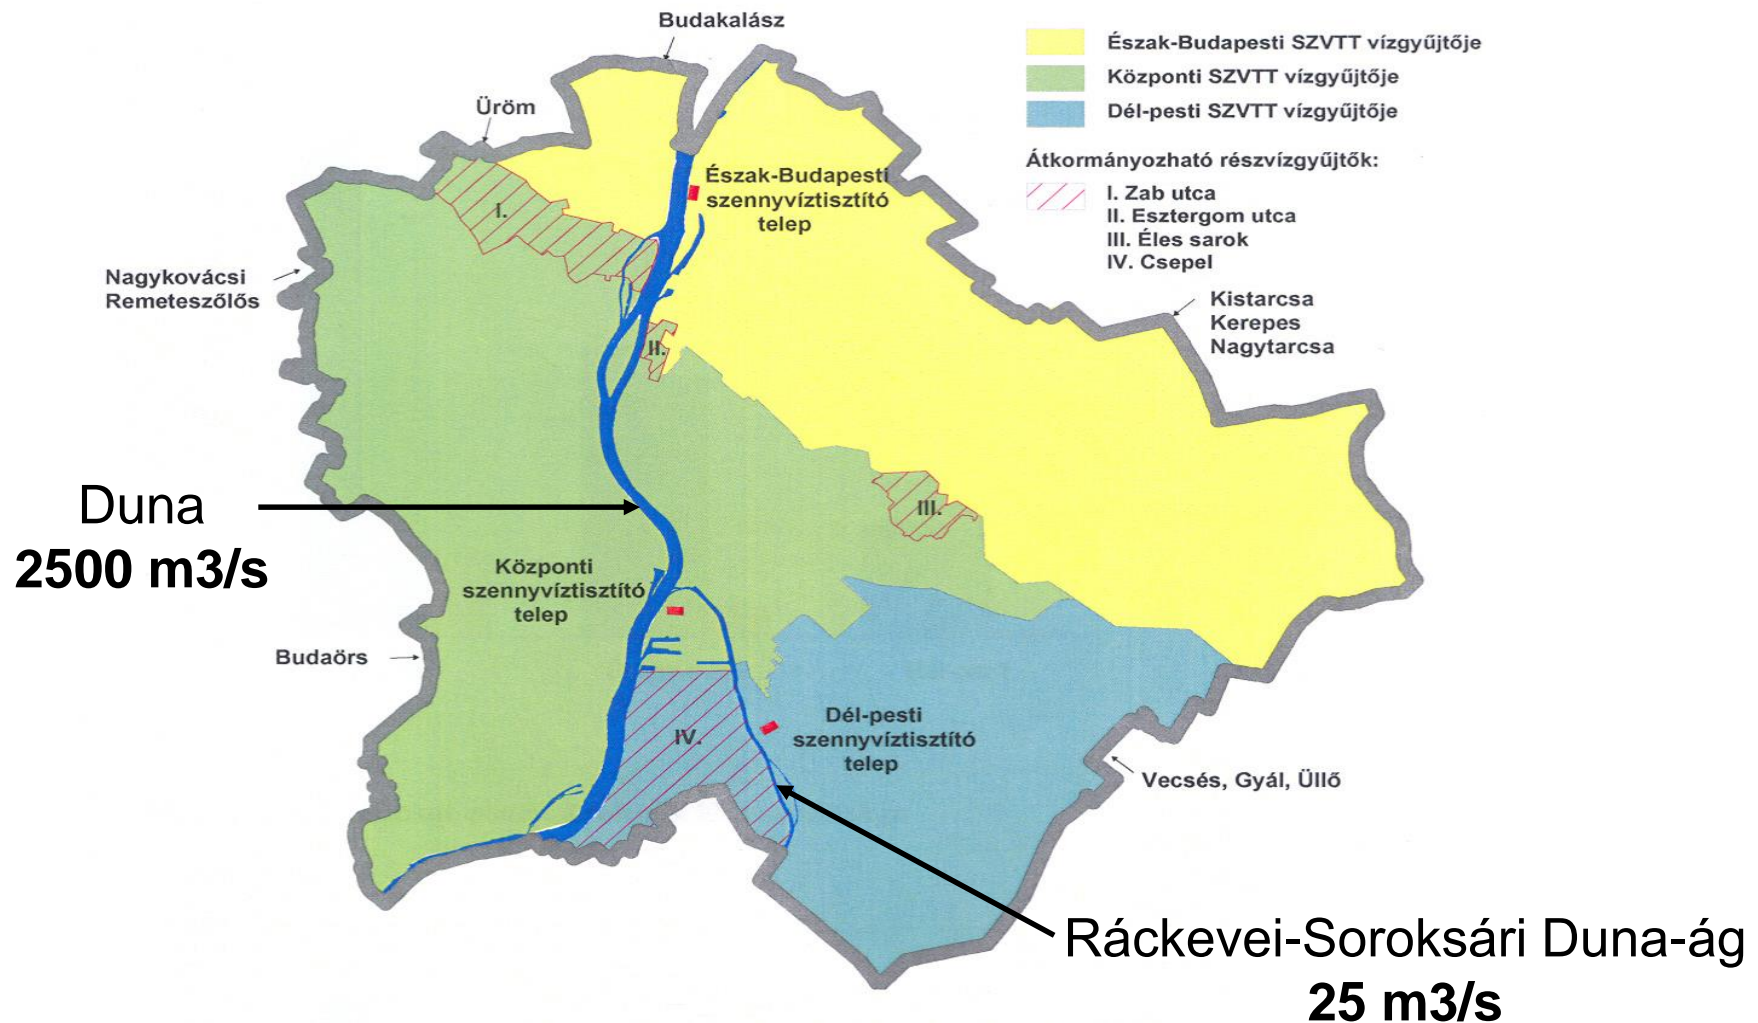 Budakalász
Üröm
Nagykovácsi
Remeteszőlős
Észak-Budapesti SZVTT vízgyűjtője
Központi SZVTT vízgyűjtője
Dél-pesti SZVTT vízgyűjtője
Átkormányozható részvízgyűjtők:
I. Zab utca
II. Esztergom utca
III. Éles sarok
IV. Csepel
Észak-Budapesti
szennyvíztisztító
telep
I.
II.
III.
IV.
Kistarcsa
Kerepes
Nagytarcsa
Duna
2500 m3/s
Központi
szennyvíztisztító
telep
Budaörs
Dél-pesti
szennyvíztisztító
telep
Vecsés, Gyál, Üllő
Ráckevei-Soroksári Duna-ág
25 m3/s